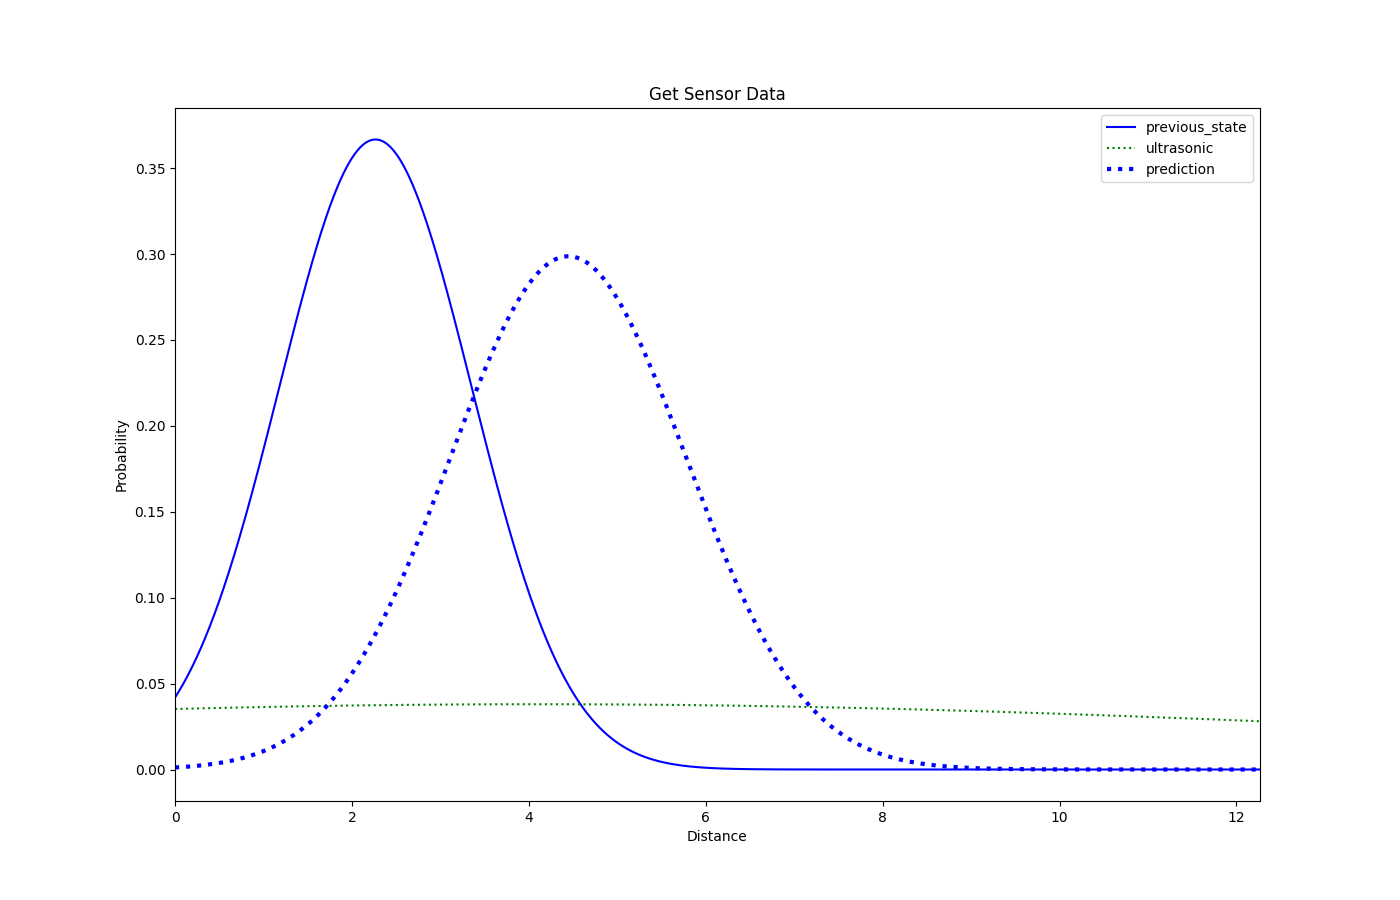 Get Sensor Data
previous_state
ultrasonic
prediction
0.35
0.30
0.25
0.20
0.15
0.10
0.05
0.00
Probability
0 2 4 6 8 10 12
Distance